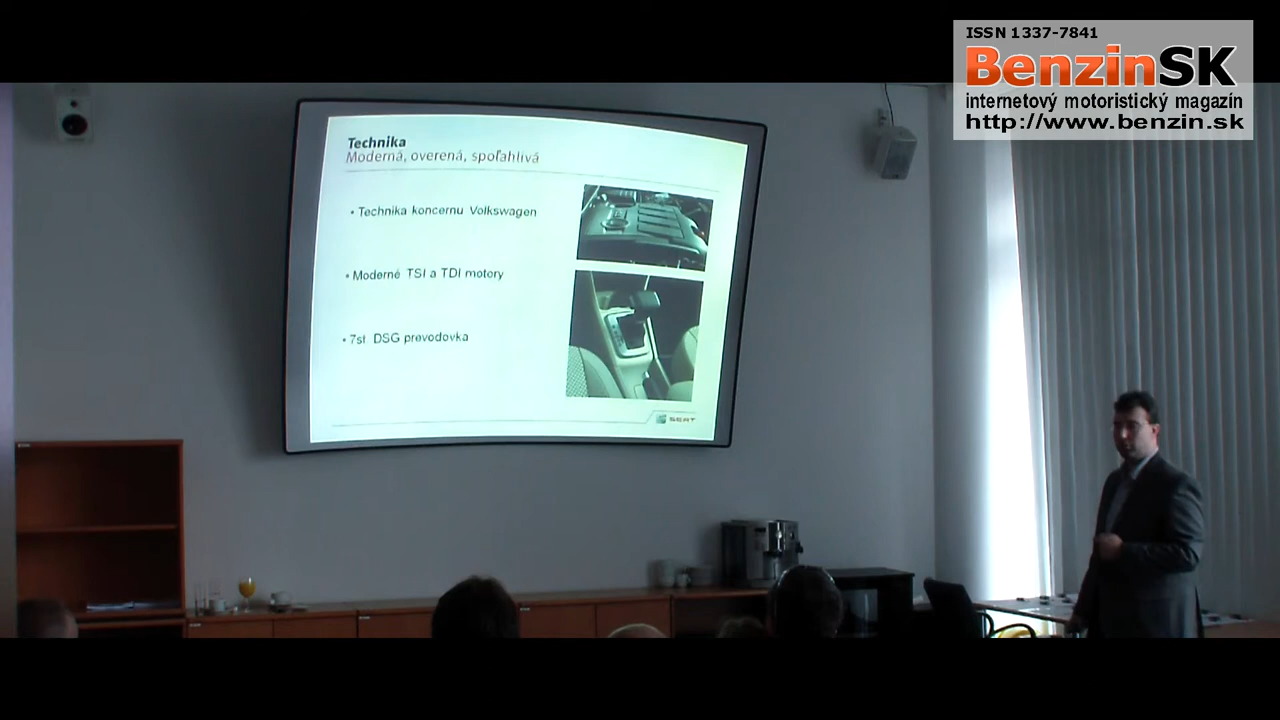 ISSN 1337-7841
BenzinSK
internetový motoristický magazín
http://www.benzin.sk
Technika
Moderná, overená, spoľahlivá
• Technika koncernu Volkswagen
• Moderné TSI a TDI motory
• 7st DSG prevodovka
SEAT